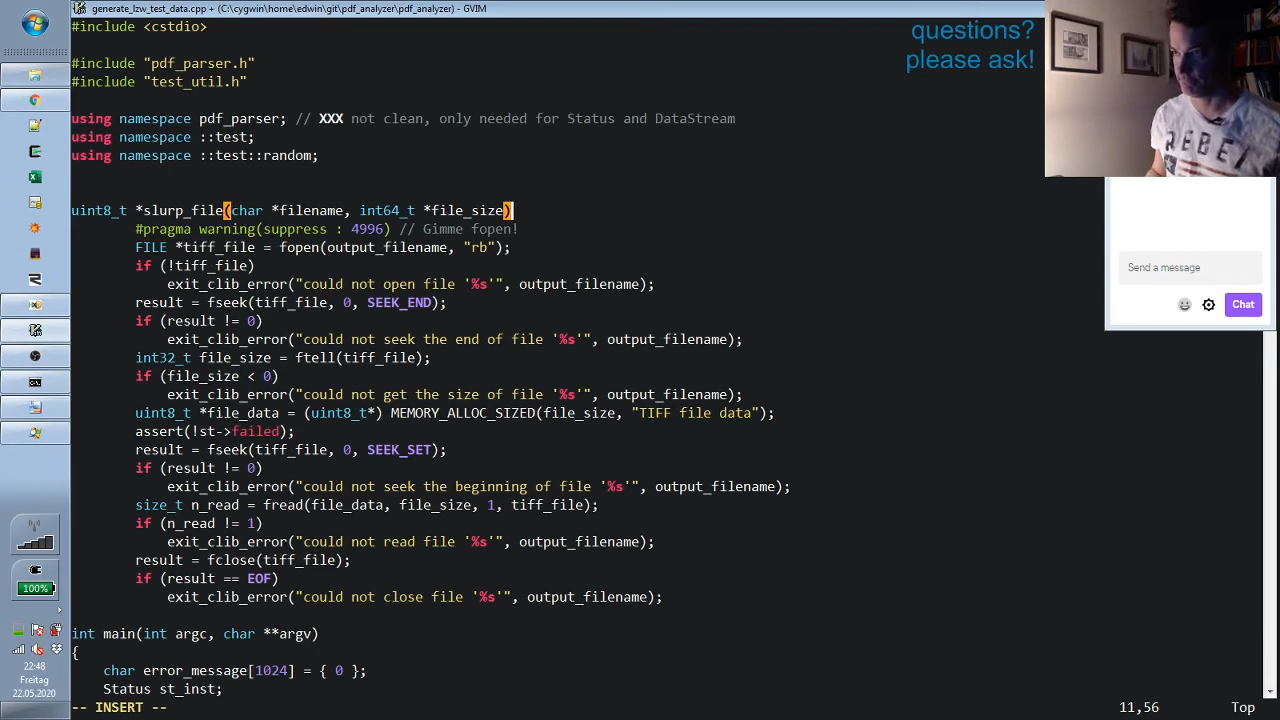 generate_lzw_test_data.cpp + (C:\cygwin\home\edwin\git\pdf_analyzer\pdf_analyzer) - GVIM
#include <cstdio>
#include "pdf_parser.h"
#include "test_util.h"
using namespace pdf_parser; // XXX not clean, only needed for Status and DataStream
using namespace ::test;
using namespace ::test::random;
uint8_t *slurp_file(char *filename, int64_t *file_size)
#pragma warning(suppress : 4996) // Gimme fopen!
FILE *tiff_file = fopen(output_filename, "rb");
if (!tiff_file)
exit_clib_error("could not open file '%s'", output_filename);
result = fseek(tiff_file, 0, SEEK_END);
if (result != 0)
exit_clib_error("could not seek the end of file '%s'", output_filename);
int32_t file_size = ftell(tiff_file);
if (file_size < 0)
exit_clib_error("could not get the size of file '%s'", output_filename);
uint8_t *file_data = (uint8_t*) MEMORY_ALLOC_SIZED(file_size, "TIFF file data");
assert(!st->failed);
result = fseek(tiff_file, 0, SEEK_SET);
if (result != 0)
exit_clib_error("could not seek the beginning of file '%s'", output_filename);
size_t n_read = fread(file_data, file_size, 1, tiff_file);
if (n_read != 1)
exit_clib_error("could not read file '%s'", output_filename);
result = fclose(tiff_file);
if (result == EOF)
exit_clib_error("could not close file '%s'", output_filename);
int main(int argc, char **argv)
{
char error_message[1024] = { 0 };
Status st_inst;
-- INSERT --
11,56
Top
questions?
please ask!
REBEL
Send a message
Chat
100%
22:48
Freitag
22.05.2020